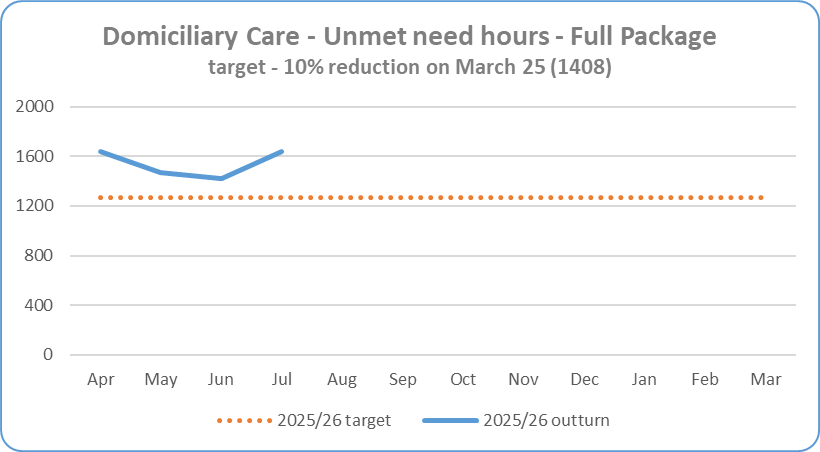 Domiciliary Care - Unmet need hours - Full Package
target - 10% reduction on March 25 (1408)
2000
1600
1200
800
400
0
Apr May Jun Jul Aug Sep Oct Nov Dec Jan Feb Mar
2025/26 target 2025/26 outturn